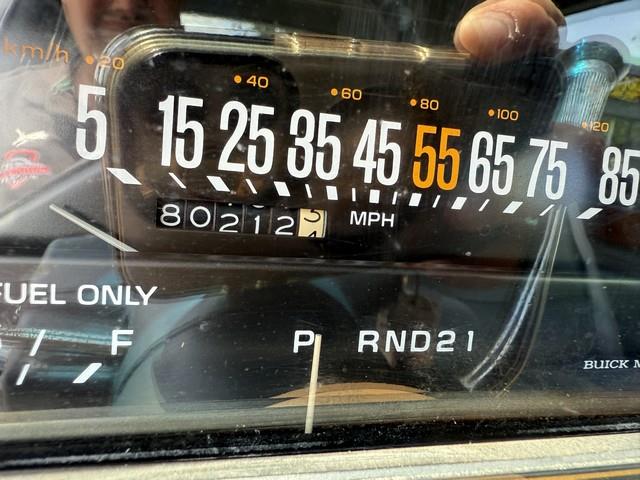 km/h 20 40 60 80 100 120
5 15 25 35 45 55 65 75 85
80212 MPH
FUEL ONLY
F P RND21
BUICK M